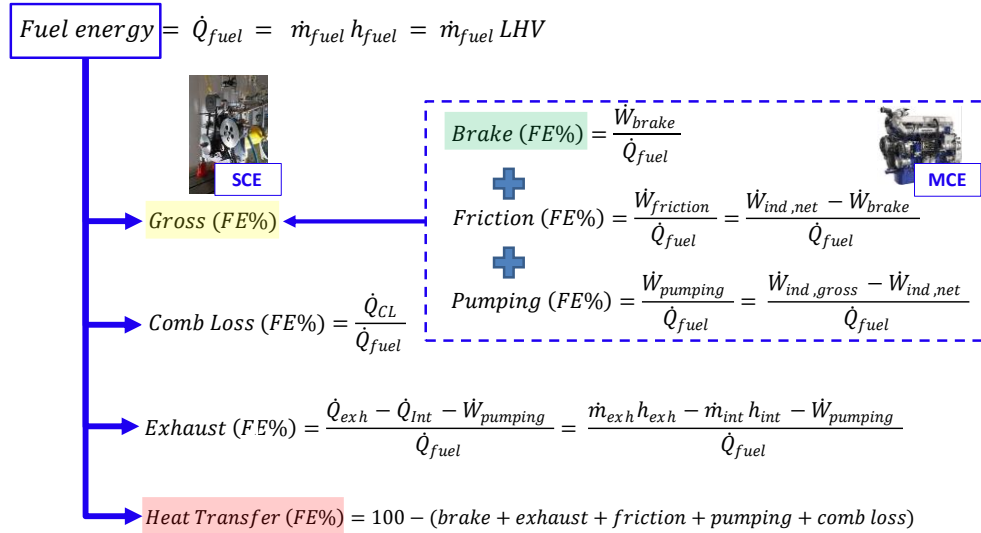 Fuel energy = Q̇_fuel = ṁ_fuel h_fuel = ṁ_fuel LHV
SCE
MCE
Brake (FE%) = Ẇ_brake / Q̇_fuel
Gross (FE%)
Friction (FE%) = Ẇ_friction / Q̇_fuel = (Ẇ_ind,net − Ẇ_brake) / Q̇_fuel
Pumping (FE%) = Ẇ_pumping / Q̇_fuel = (Ẇ_ind,gross − Ẇ_ind,net) / Q̇_fuel
Comb Loss (FE%) = Q̇_CL / Q̇_fuel
Exhaust (FE%) = (Q̇_exh − Q̇_Int − Ẇ_pumping) / Q̇_fuel = (ṁ_exh h_exh − ṁ_int h_int − Ẇ_pumping) / Q̇_fuel
Heat Transfer (FE%) = 100 − (brake + exhaust + friction + pumping + comb loss)